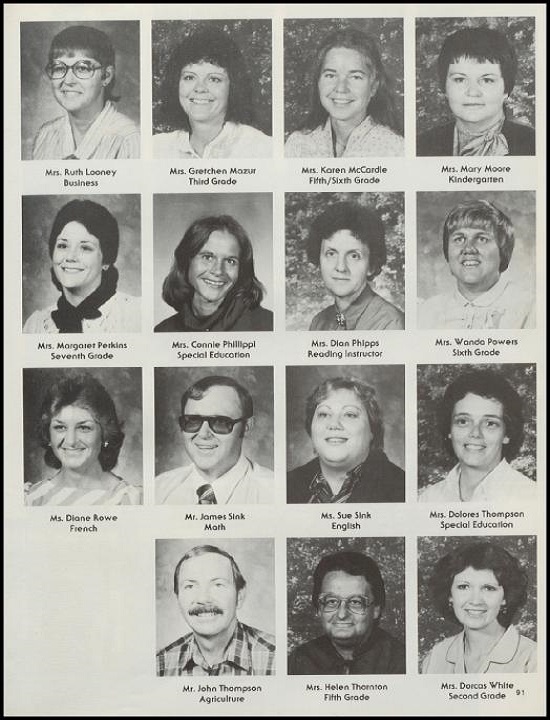 Mrs. Ruth Looney
Business
Mrs. Gretchen Mazur
Third Grade
Mrs. Karen McCardle
Fifth/Sixth Grade
Mrs. Mary Moore
Kindergarten
Mrs. Margaret Perkins
Seventh Grade
Mrs. Connie Phillippi
Special Education
Mrs. Dian Phipps
Reading Instructor
Mrs. Wanda Powers
Sixth Grade
Ms. Diane Rowe
French
Mr. James Sink
Math
Ms. Sue Sink
English
Mrs. Dolores Thompson
Special Education
Mr. John Thompson
Agriculture
Mrs. Helen Thornton
Fifth Grade
Mrs. Dorcas White
Second Grade
91